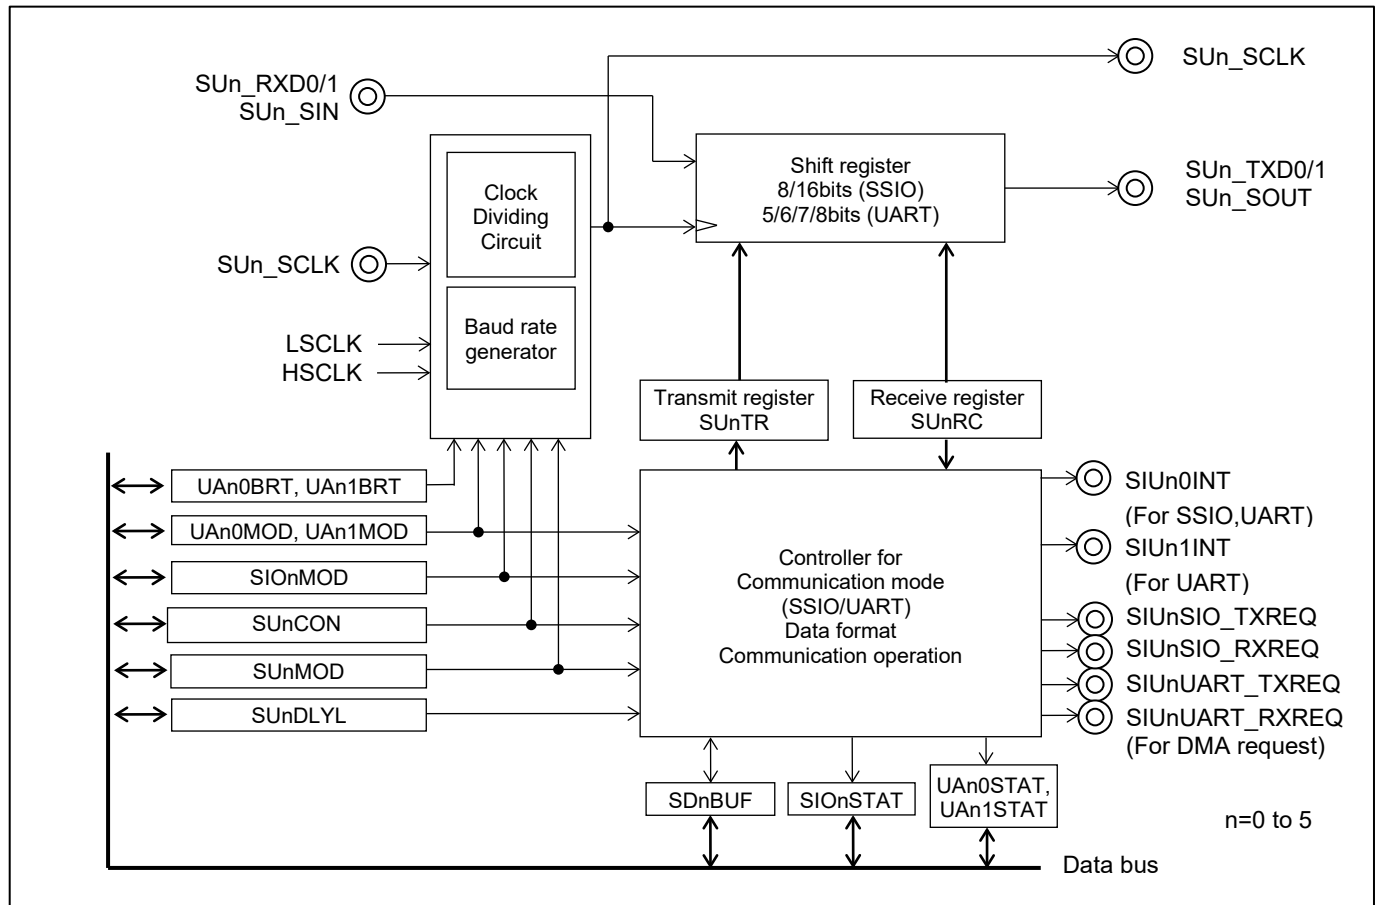 SUn_SCLK
SUn_RXD0/1
SUn_SIN
Shift register
8/16bits (SSIO)
5/6/7/8bits (UART)
SUn_TXD0/1
SUn_SOUT
Clock
Dividing
Circuit
SUn_SCLK
Baud rate
generator
LSCLK
HSCLK
Transmit register
SUnTR
Receive register
SUnRC
UAn0BRT, UAn1BRT
UAn0MOD, UAn1MOD
SIOnMOD
SUnCON
SUnMOD
SUnDLYL
Controller for
Communication mode
(SSIO/UART)
Data format
Communication operation
SIUn0INT
(For SSIO,UART)
SIUn1INT
(For UART)
SIUnSIO_TXREQ
SIUnSIO_RXREQ
SIUnUART_TXREQ
SIUnUART_RXREQ
(For DMA request)
SDnBUF
SIOnSTAT
UAn0STAT,
UAn1STAT
n=0 to 5
Data bus